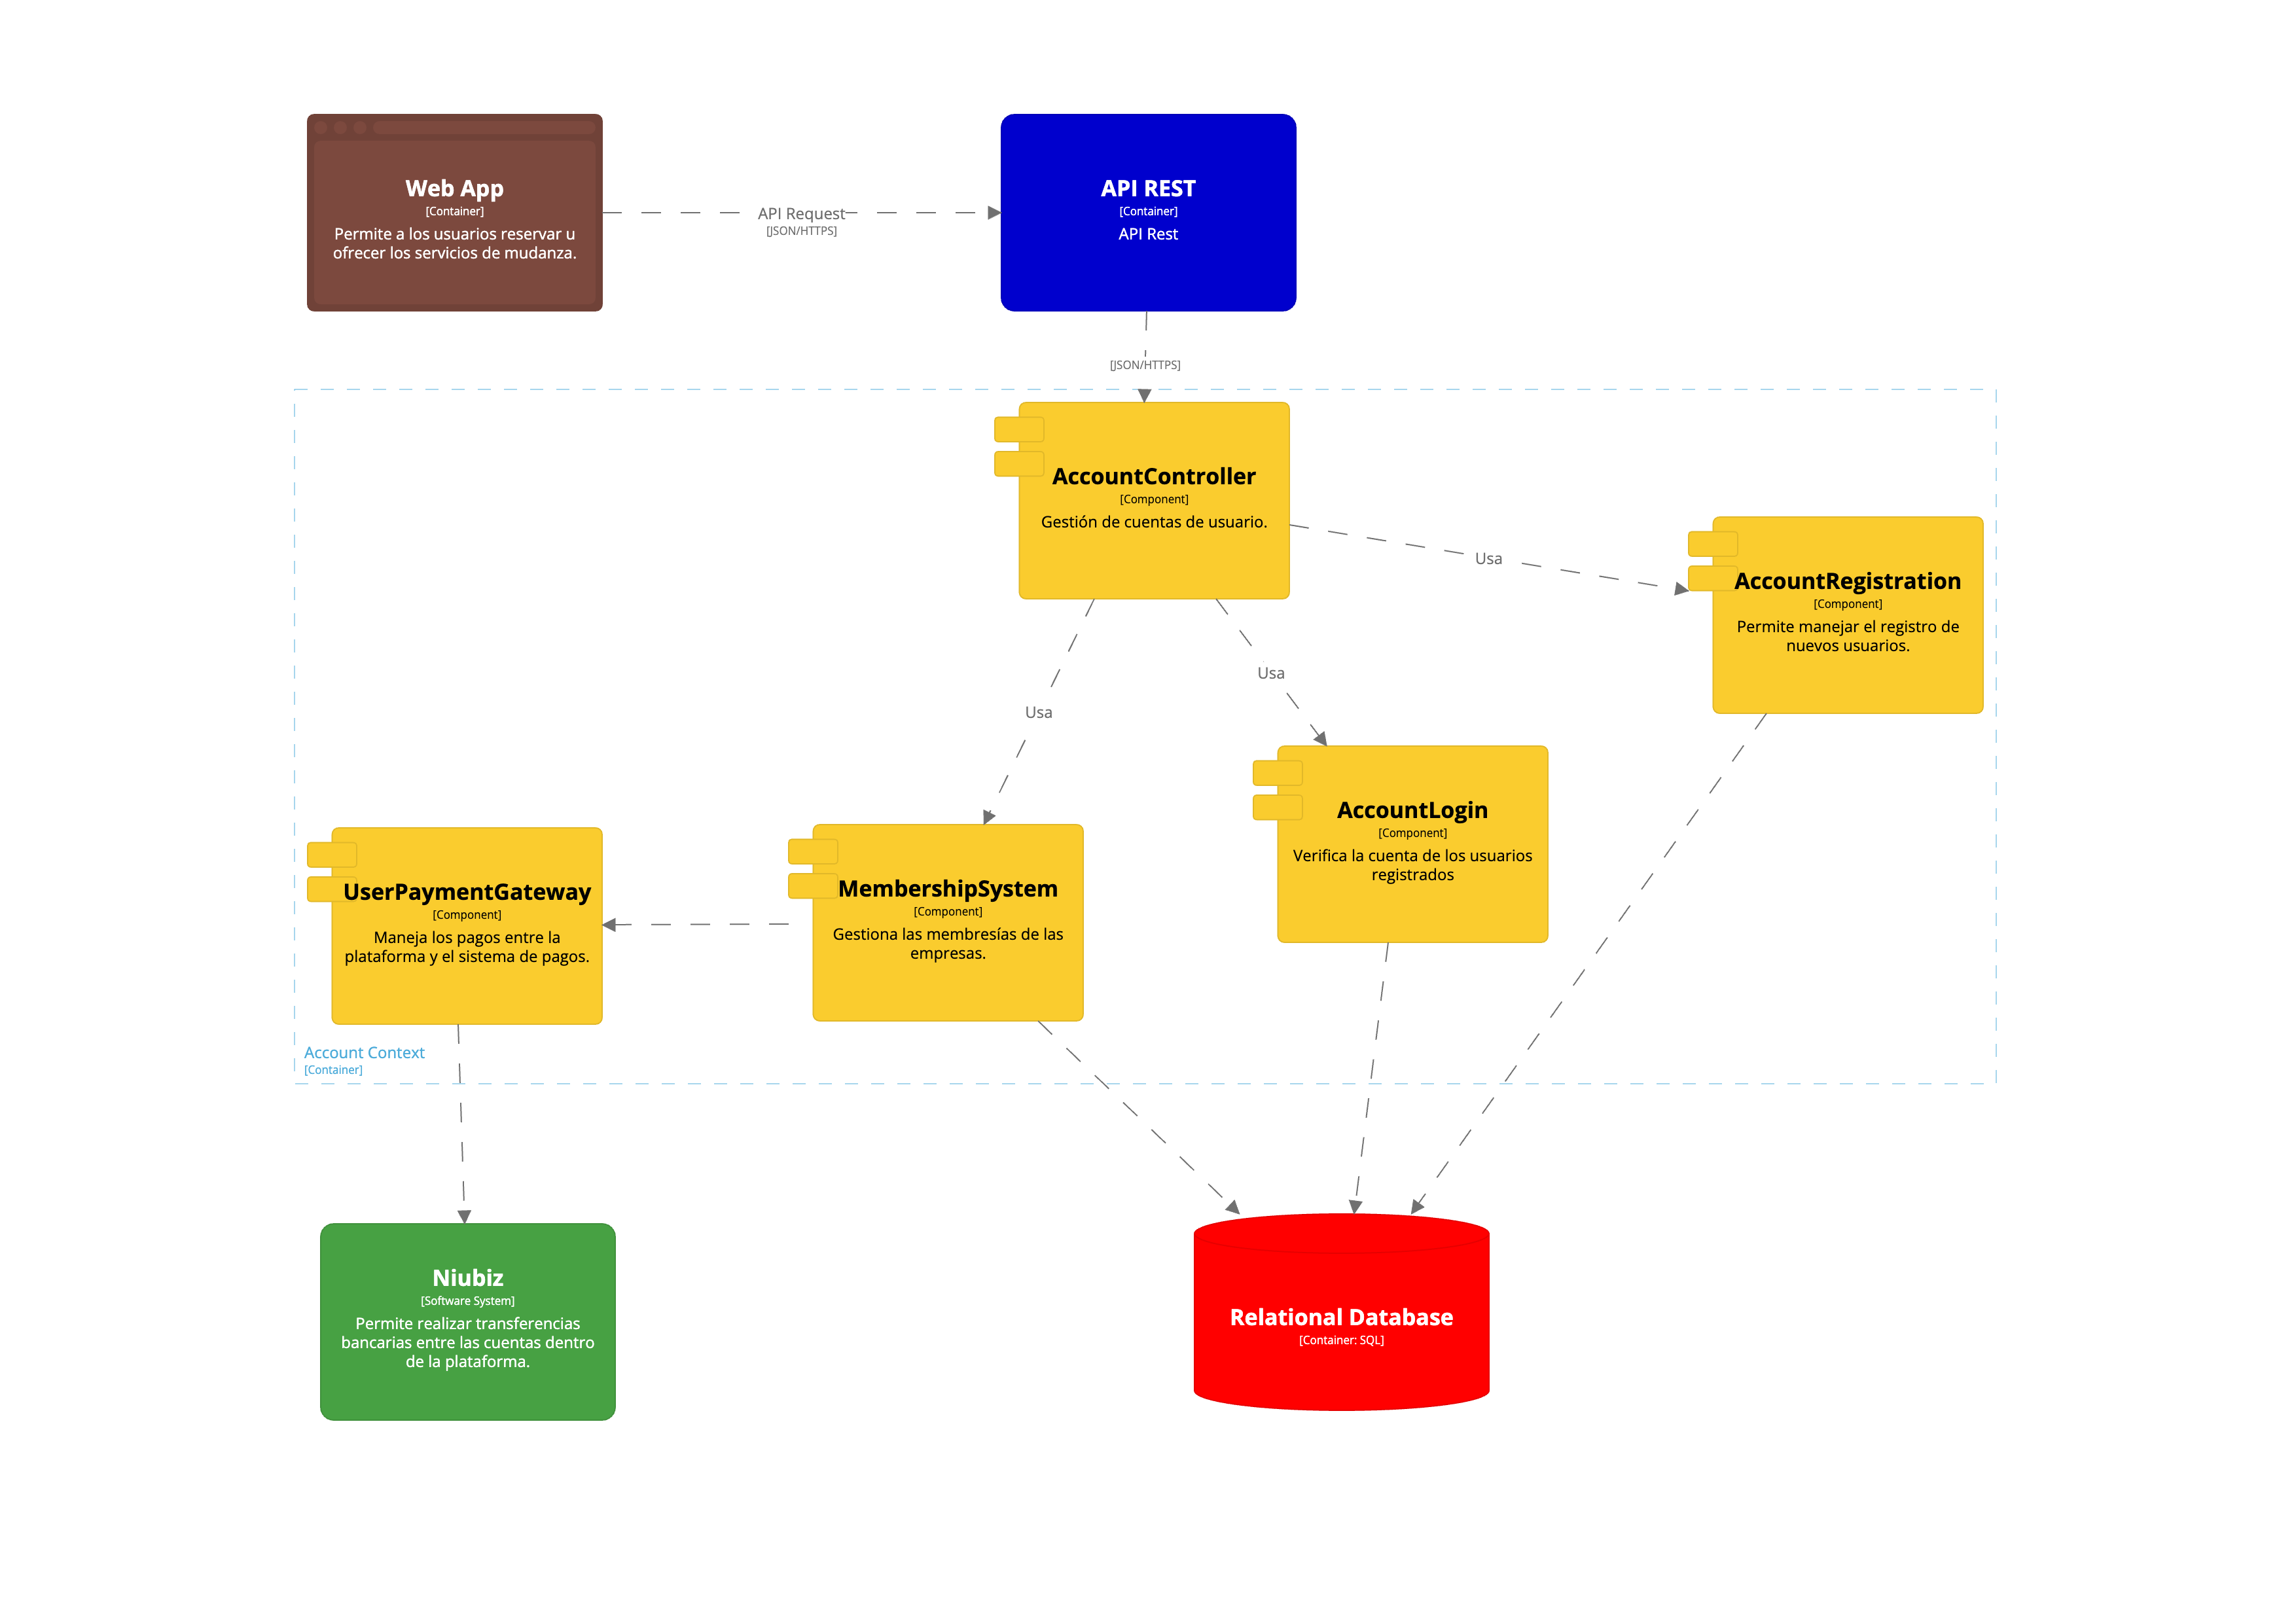 Web App
[Container]
Permite a los usuarios reservar u
ofrecer los servicios de mudanza.
API Request
[JSON/HTTPS]
API REST
[Container]
API Rest
[JSON/HTTPS]
AccountController
[Component]
Gestión de cuentas de usuario.
Usa
AccountRegistration
[Component]
Permite manejar el registro de
nuevos usuarios.
Usa
Usa
AccountLogin
[Component]
Verifica la cuenta de los usuarios
registrados
UserPaymentGateway
[Component]
Maneja los pagos entre la
plataforma y el sistema de pagos.
MembershipSystem
[Component]
Gestiona las membresías de las
empresas.
Account Context
[Container]
Niubiz
[Software System]
Permite realizar transferencias
bancarias entre las cuentas dentro
de la plataforma.
Relational Database
[Container: SQL]